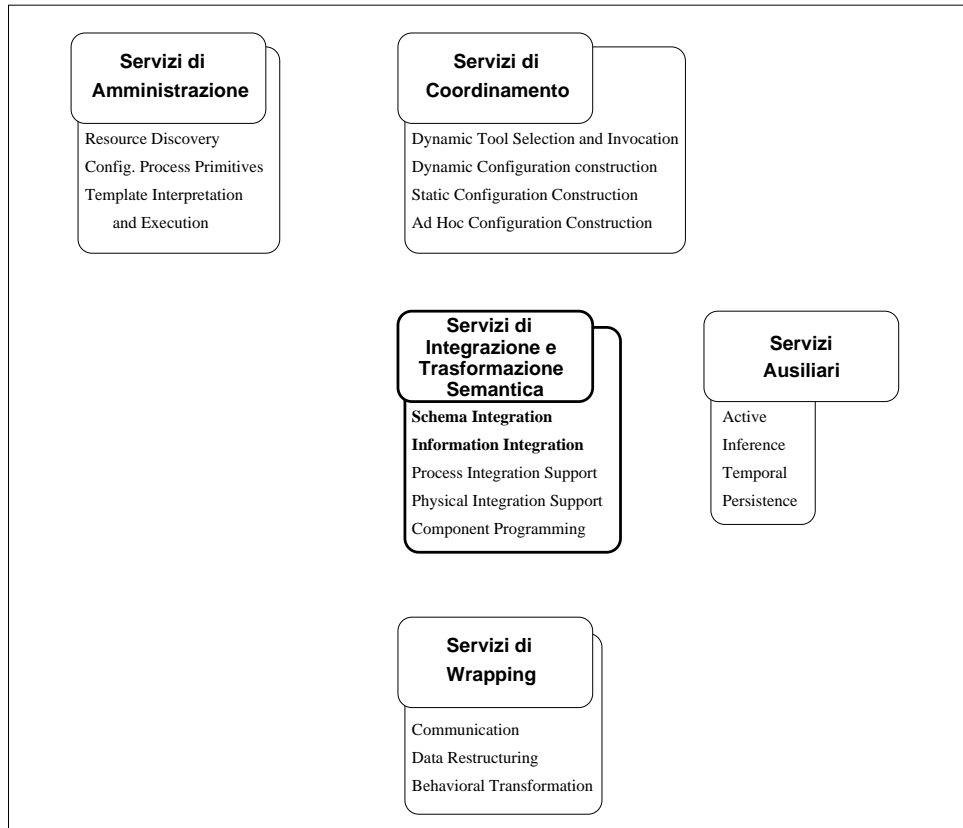 Servizi di
Amministrazione
Resource Discovery
Config. Process Primitives
Template Interpretation
and Execution
Servizi di
Coordinamento
Dynamic Tool Selection and Invocation
Dynamic Configuration construction
Static Configuration Construction
Ad Hoc Configuration Construction
Servizi di
Integrazione e
Trasformazione
Semantica
Schema Integration
Information Integration
Process Integration Support
Physical Integration Support
Component Programming
Servizi
Ausiliari
Active
Inference
Temporal
Persistence
Servizi di
Wrapping
Communication
Data Restructuring
Behavioral Transformation